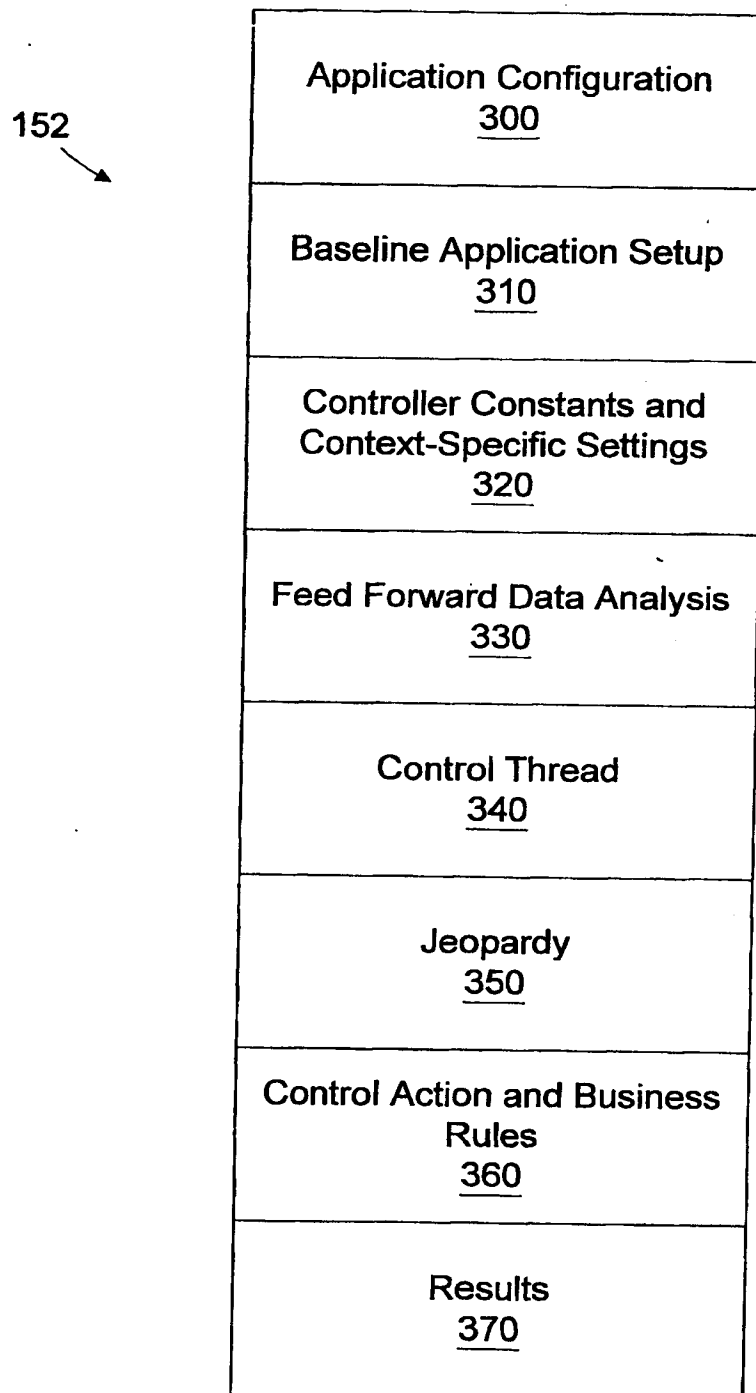 152
Application Configuration
300
Baseline Application Setup
310
Controller Constants and
Context-Specific Settings
320
Feed Forward Data Analysis
330
Control Thread
340
Jeopardy
350
Control Action and Business
Rules
360
Results
370